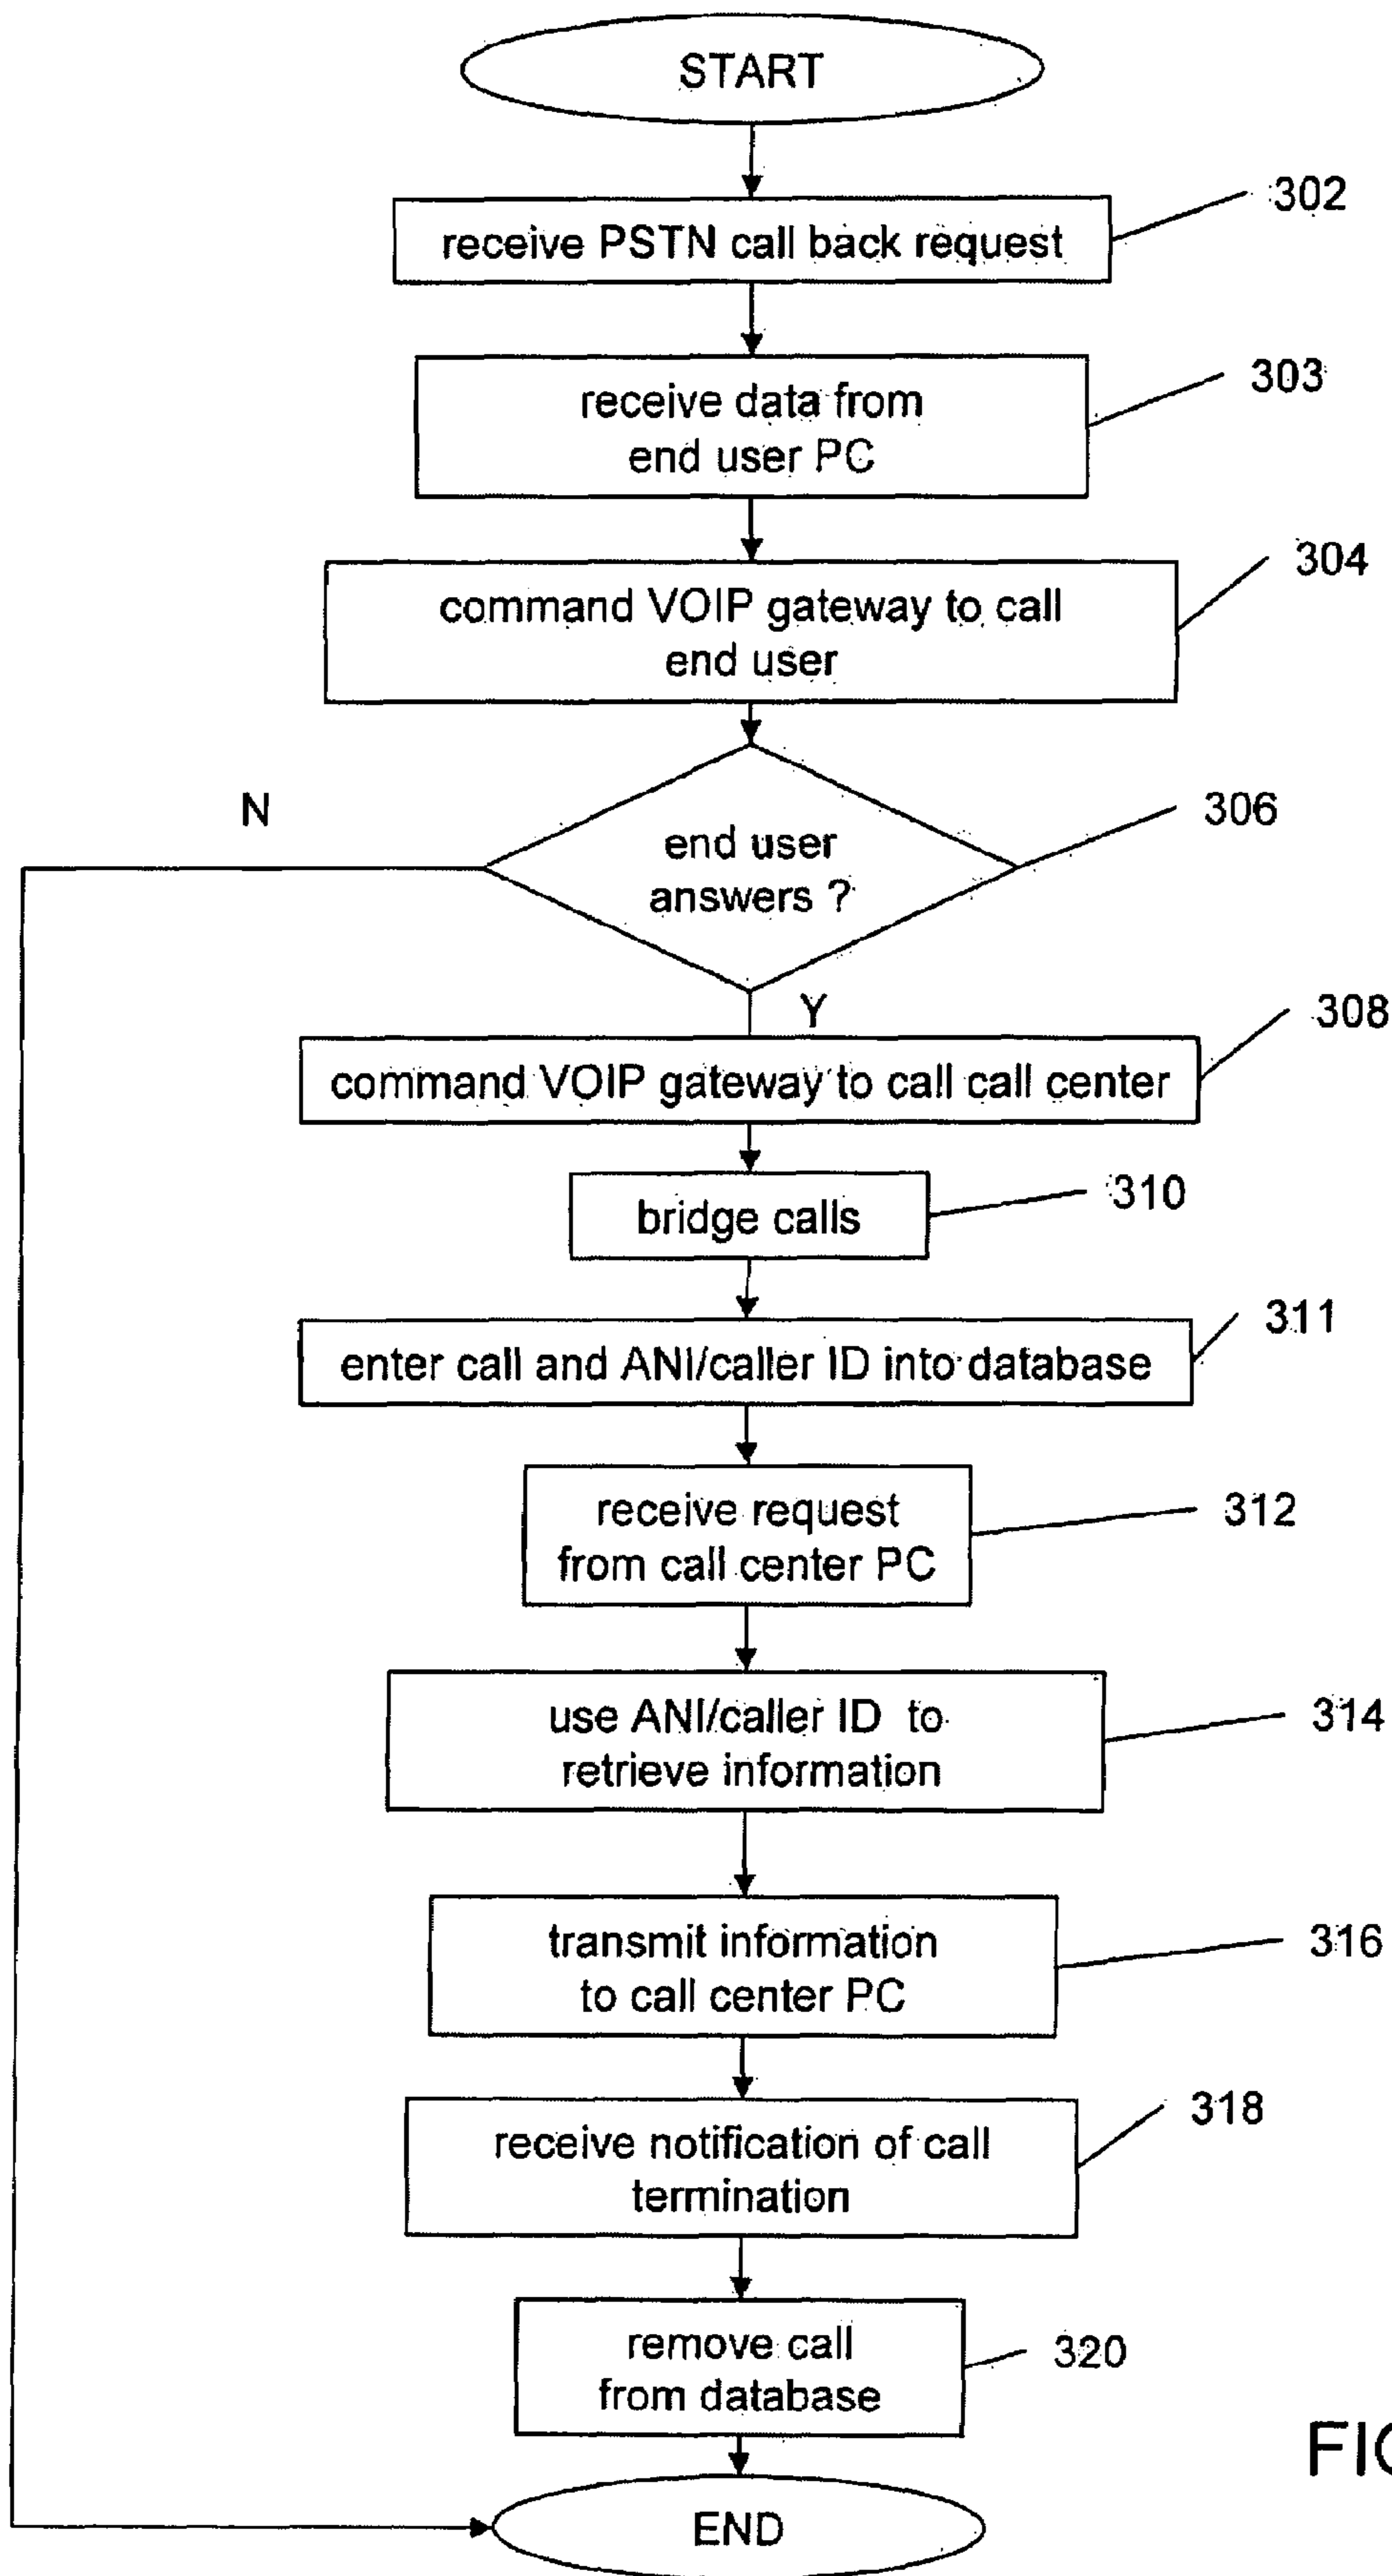 START
302
receive PSTN call back request
303
receive data from
end user PC
304
command VOIP gateway to call
end user
N
306
end user
answers ?
Y
308
command VOIP gateway to call call center
310
bridge calls
311
enter call and ANI/caller ID into database
312
receive request
from call center PC
314
use ANI/caller ID to
retrieve information
316
transmit information
to call center PC
318
receive notification of call
termination
320
remove call
from database
END